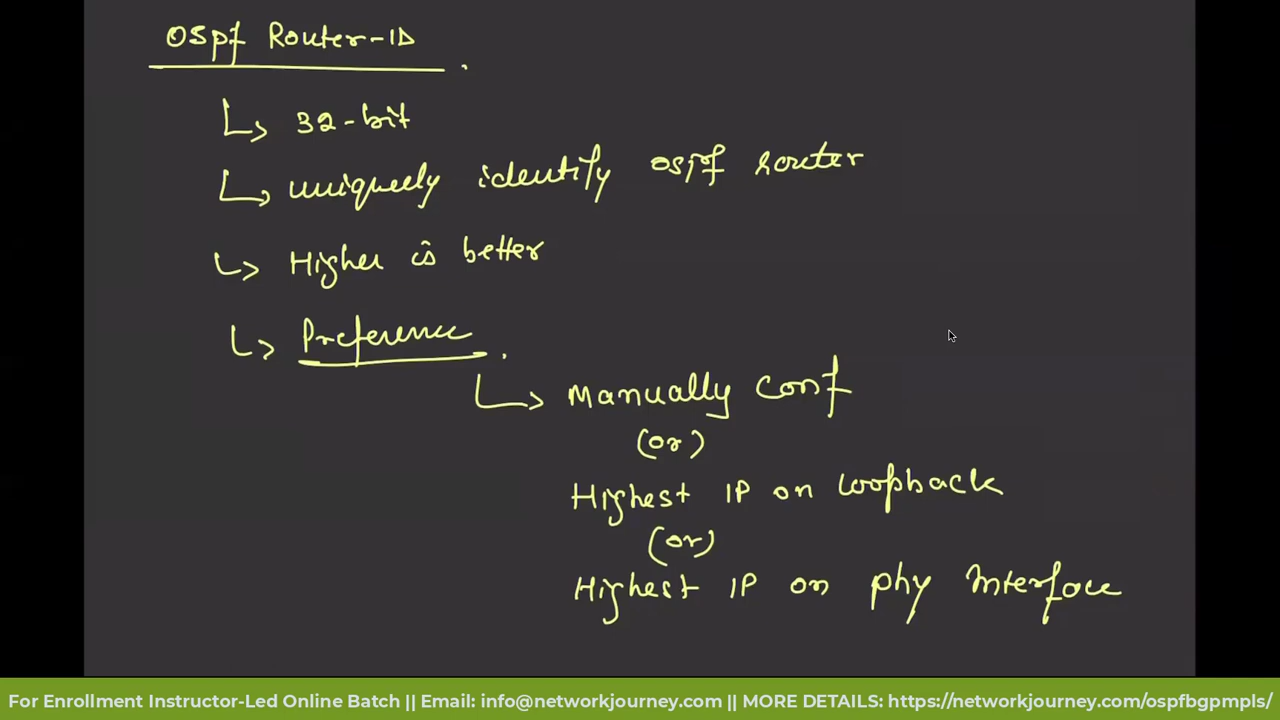 OSpf Router-ID
↳ 32-bit
↳ uniquely identify ospf router
↳ Higher is better
↳ Preference
↳ Manually conf
(or)
Highest IP on loopback
(or)
Highest IP on phy Interface
For Enrollment Instructor-Led Online Batch || Email: info@networkjourney.com || MORE DETAILS: https://networkjourney.com/ospfbgpmpls/